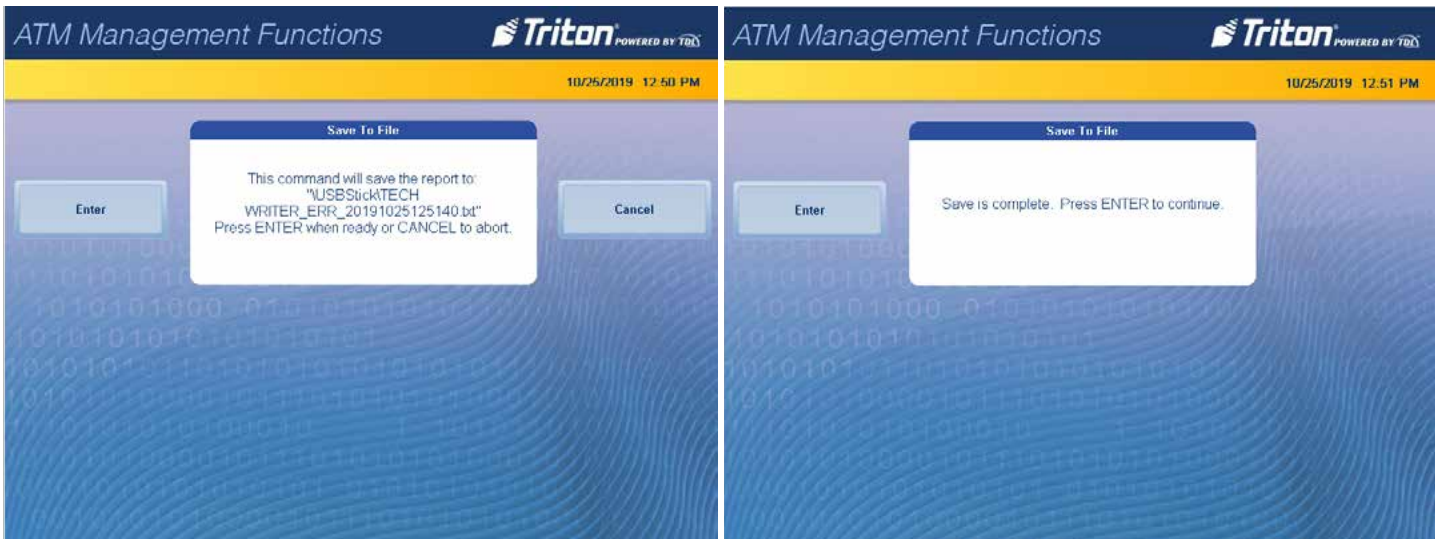 ATM Management Functions
Triton POWERED BY TDL
10/25/2019 12:50 PM
Save To File
This command will save the report to:
"\USBStick\TECH
WRITER_ERR_20191025125140.txt"
Press ENTER when ready or CANCEL to abort.
Enter
Cancel
ATM Management Functions
Triton POWERED BY TDL
10/25/2019 12:51 PM
Save To File
Save is complete. Press ENTER to continue.
Enter